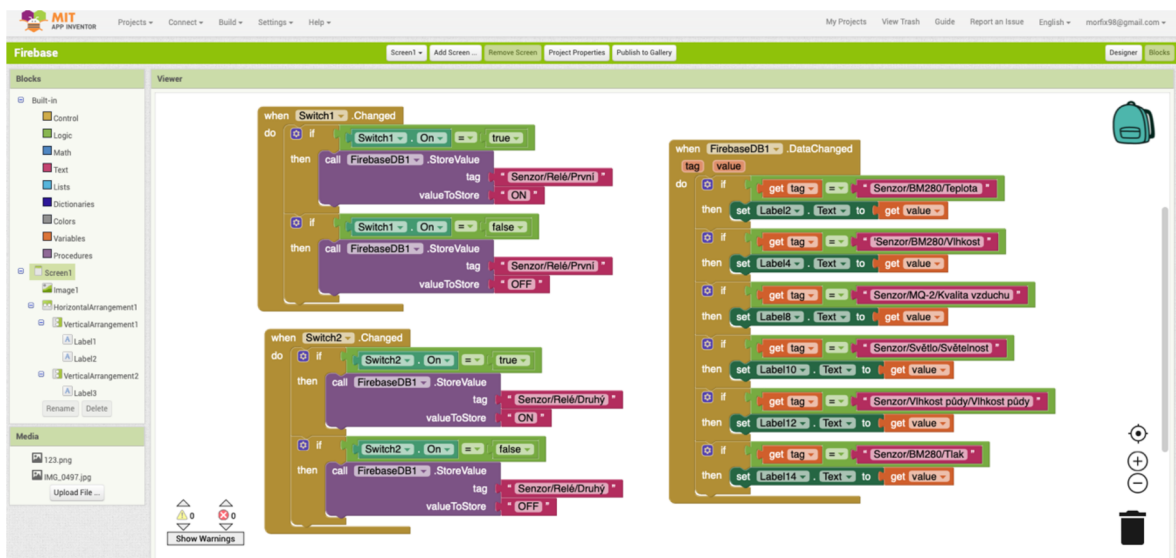 MIT
APP INVENTOR
Projects Connect Build Settings Help
My Projects View Trash Guide Report an Issue English morfix98@gmail.com
Firebase
Screen1 Add Screen ... Remove Screen Project Properties Publish to Gallery
Designer Blocks
Blocks
Built-in
Control
Logic
Math
Text
Lists
Dictionaries
Colors
Variables
Procedures
Screen1
Image1
HorizontalArrangement1
VerticalArrangement1
Label1
Label2
VerticalArrangement2
Label3
Rename Delete
Media
123.png
IMG_0497.jpg
Upload File ...
Viewer
when Switch1 .Changed
do if Switch1 . On = true
then call FirebaseDB1 .StoreValue
tag " Senzor/Relé/První "
valueToStore " ON "
if Switch1 . On = false
then call FirebaseDB1 .StoreValue
tag " Senzor/Relé/První "
valueToStore " OFF "
when Switch2 .Changed
do if Switch2 . On = true
then call FirebaseDB1 .StoreValue
tag " Senzor/Relé/Druhý "
valueToStore " ON "
if Switch2 . On = false
then call FirebaseDB1 .StoreValue
tag " Senzor/Relé/Druhý "
valueToStore " OFF "
when FirebaseDB1 .DataChanged
tag value
do if get tag = " Senzor/BM280/Teplota "
then set Label2 . Text to get value
if get tag = " 'Senzor/BM280/Vlhkost "
then set Label4 . Text to get value
if get tag = " Senzor/MQ-2/Kvalita vzduchu "
then set Label8 . Text to get value
if get tag = " Senzor/Světlo/Světelnost "
then set Label10 . Text to get value
if get tag = " Senzor/Vlhkost půdy/Vlhkost půdy "
then set Label12 . Text to get value
if get tag = " Senzor/BM280/Tlak "
then set Label14 . Text to get value
0 0
Show Warnings